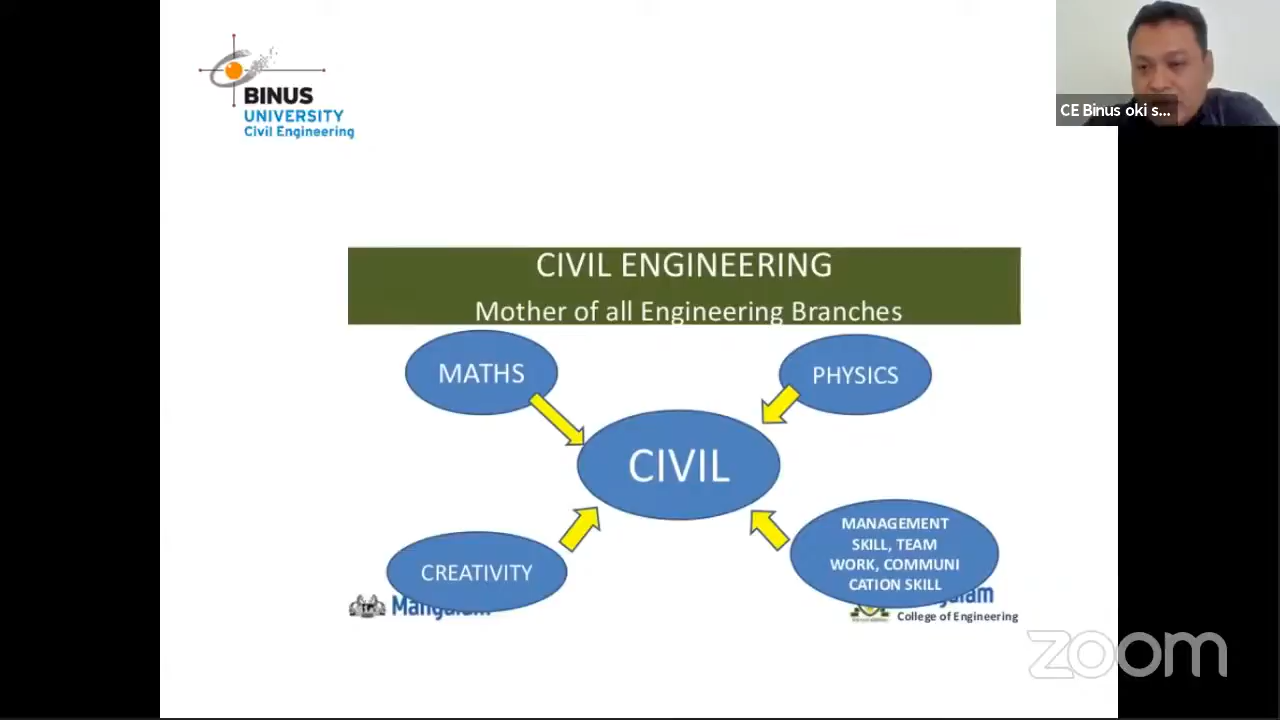 BINUS
UNIVERSITY
Civil Engineering
CE Binus oki s...
CIVIL ENGINEERING
Mother of all Engineering Branches
MATHS
PHYSICS
CIVIL
CREATIVITY
MANAGEMENT
SKILL, TEAM
WORK, COMMUNI
CATION SKILL
College of Engineering
zoom